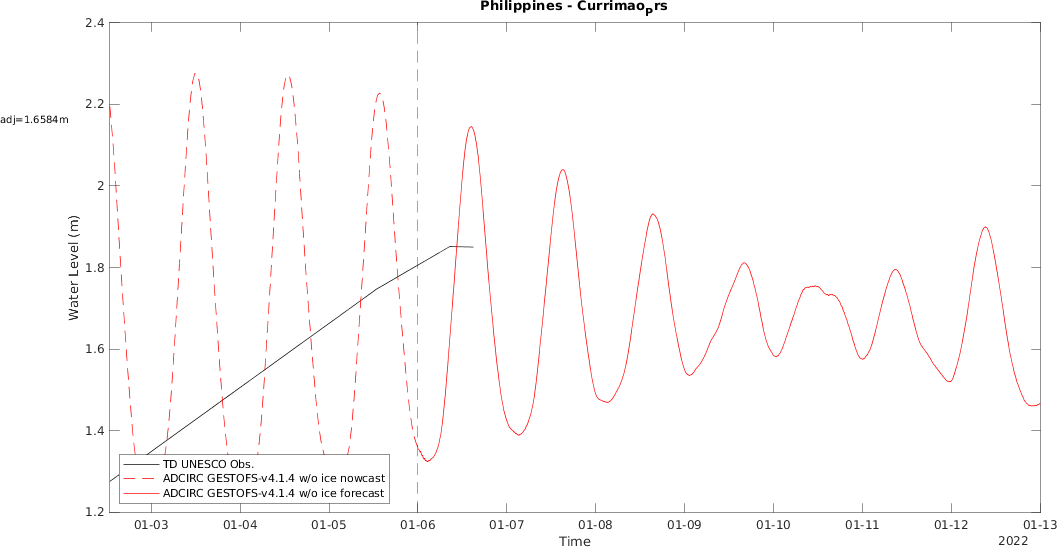 Philippines - Currimaoprs
2.4
2.2
adj=1.6584m
2
1.8
Water Level (m)
1.6
1.4
1.2
TD UNESCO Obs.
ADCIRC GESTOFS-v4.1.4 w/o ice nowcast
ADCIRC GESTOFS-v4.1.4 w/o ice forecast
01-03 01-04 01-05 01-06 01-07 01-08 01-09 01-10 01-11 01-12 01-13
Time
2022